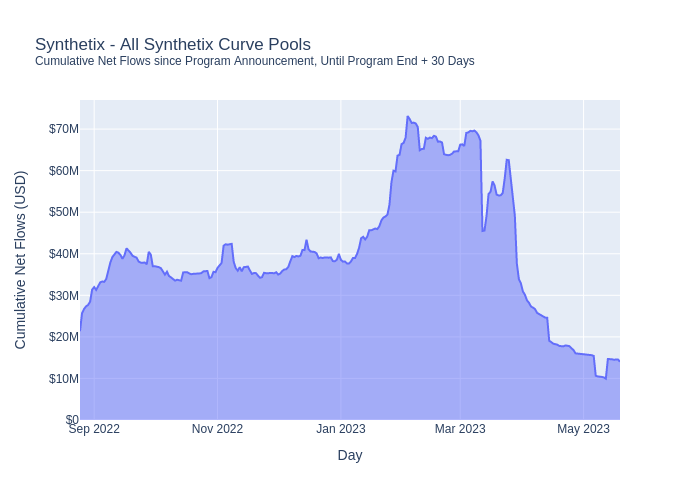 Synthetix - All Synthetix Curve Pools
Cumulative Net Flows since Program Announcement, Until Program End + 30 Days
Cumulative Net Flows (USD)
$70M
$60M
$50M
$40M
$30M
$20M
$10M
$0
Sep 2022 Nov 2022 Jan 2023 Mar 2023 May 2023
Day